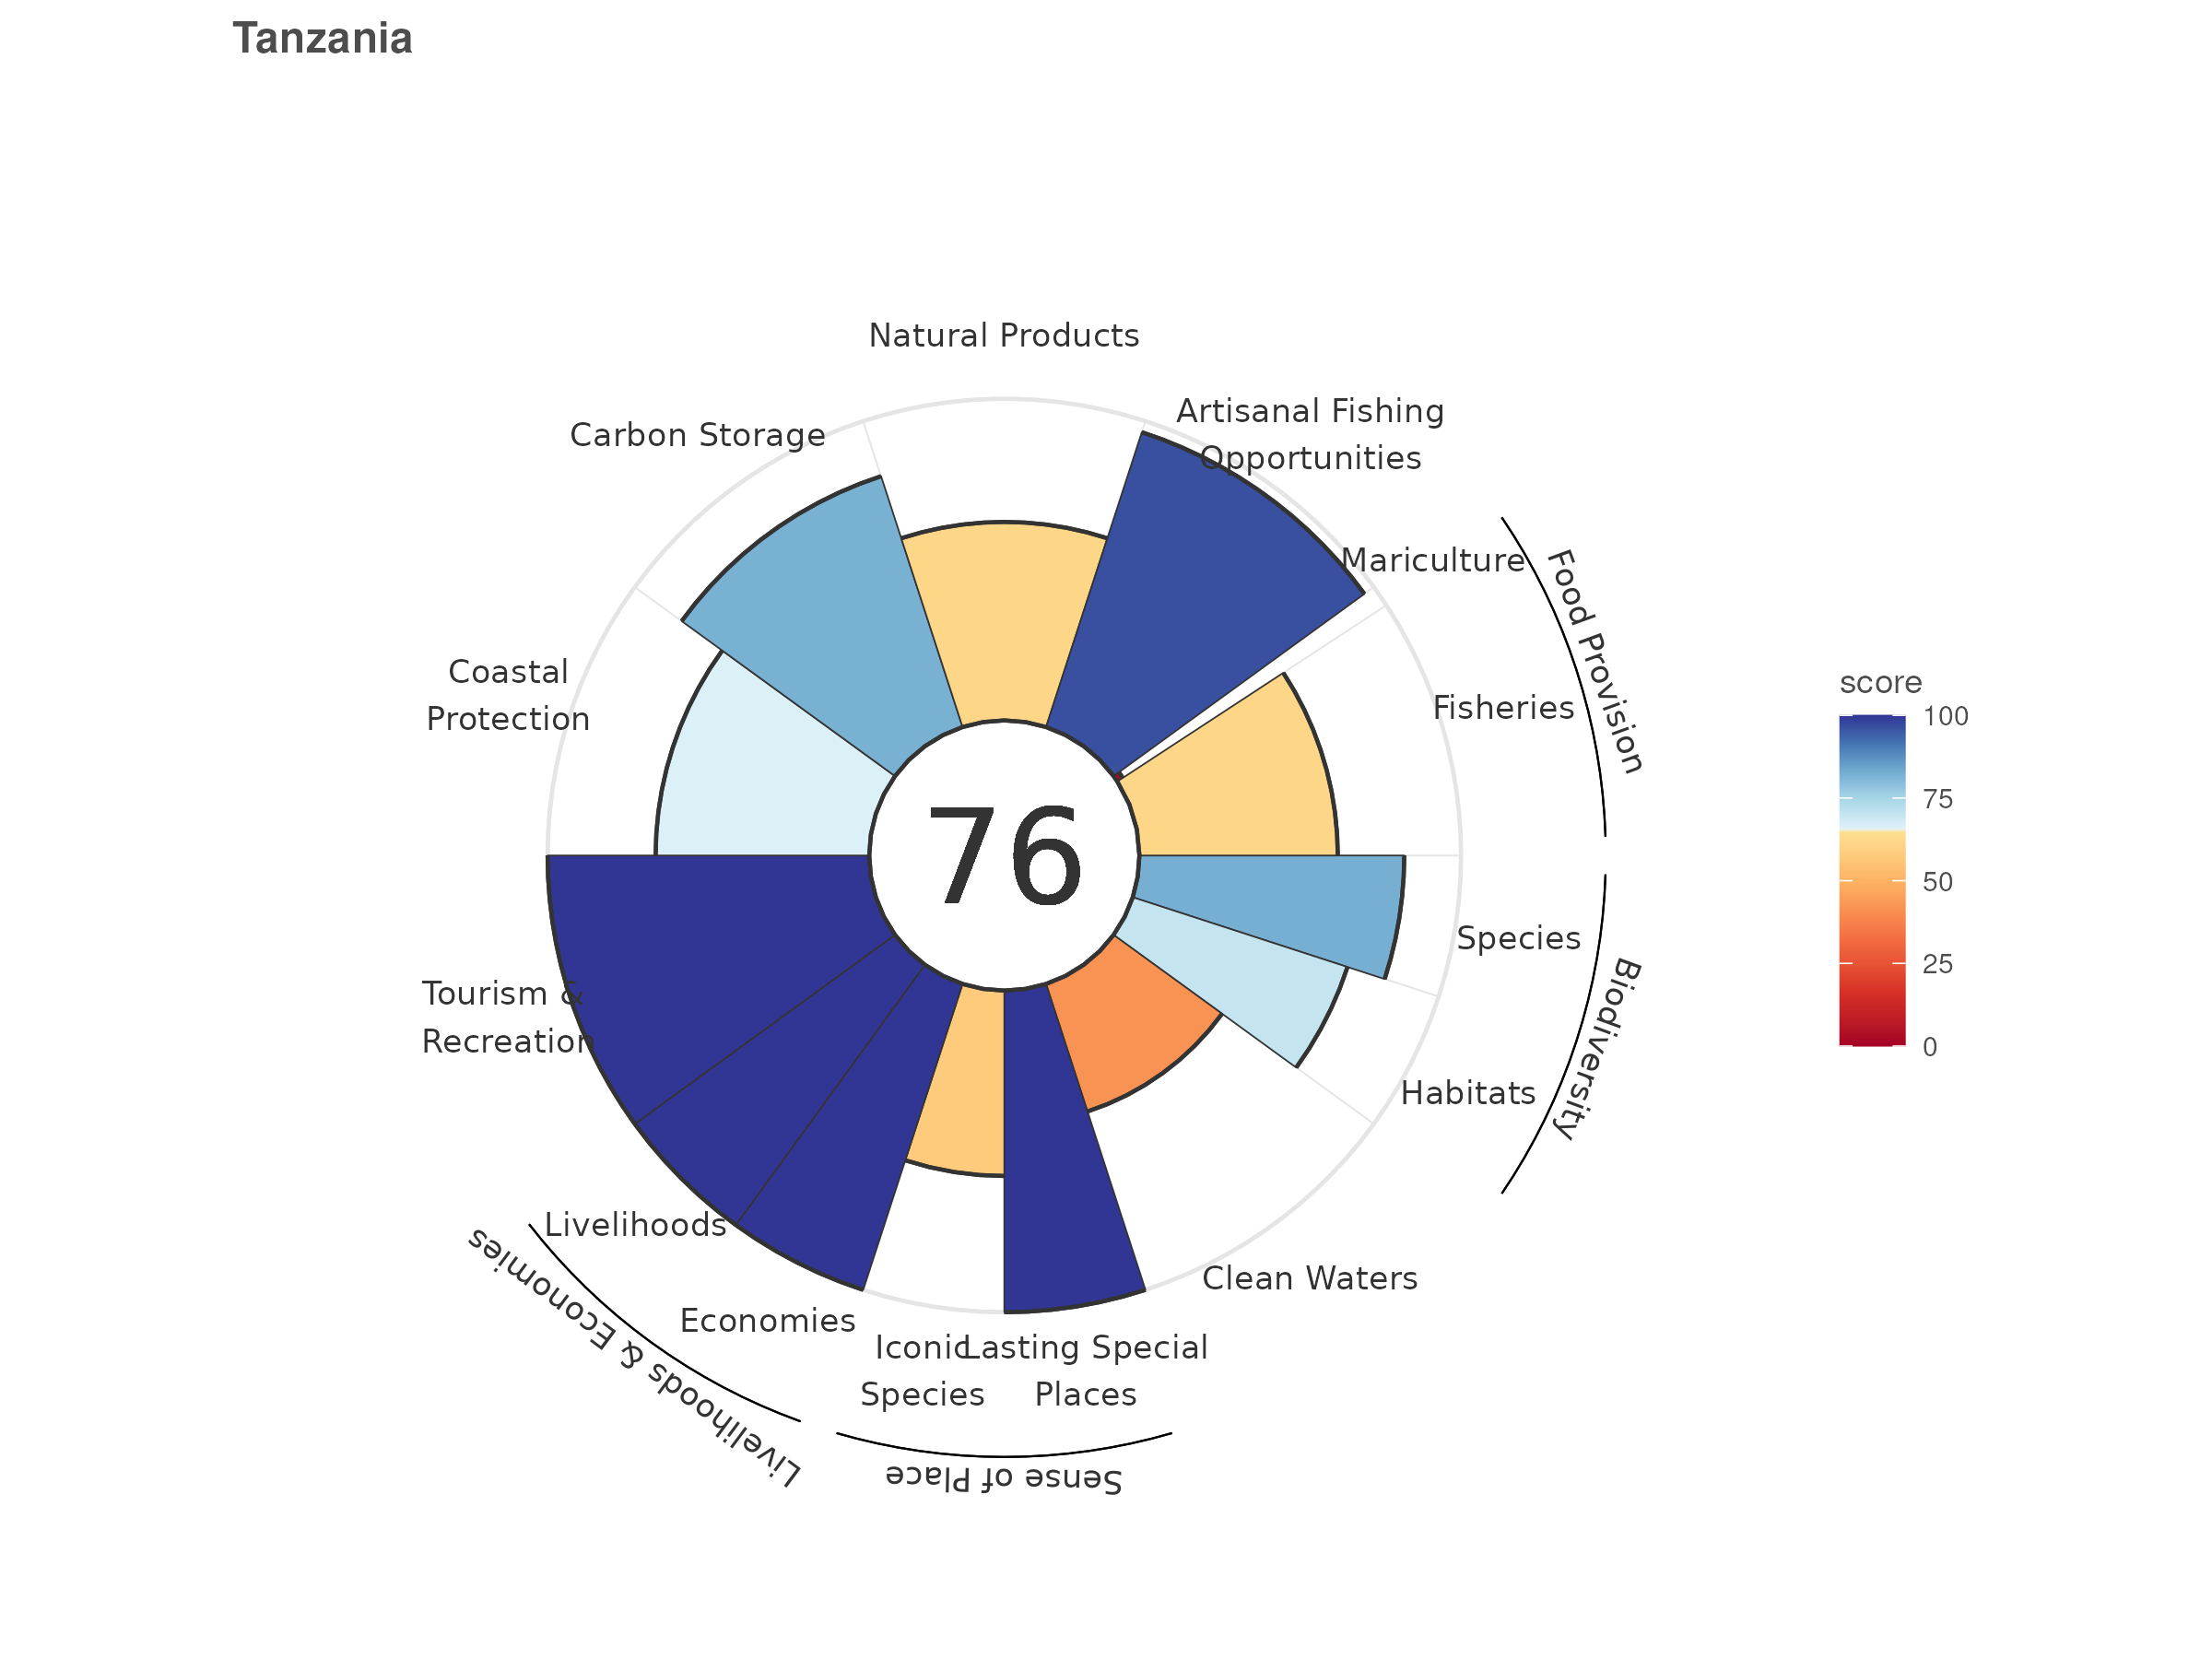 Tanzania
Natural Products
Artisanal Fishing
Opportunities
Carbon Storage
Mariculture
Food Provision
Coastal
Protection
Fisheries
score
100
75
50
25
0
76
Species
Biodiversity
Tourism &
Recreation
Habitats
Livelihoods
Clean Waters
Economies
Livelihoods & Economies
Iconic
Species
Lasting Special
Places
Sense of Place